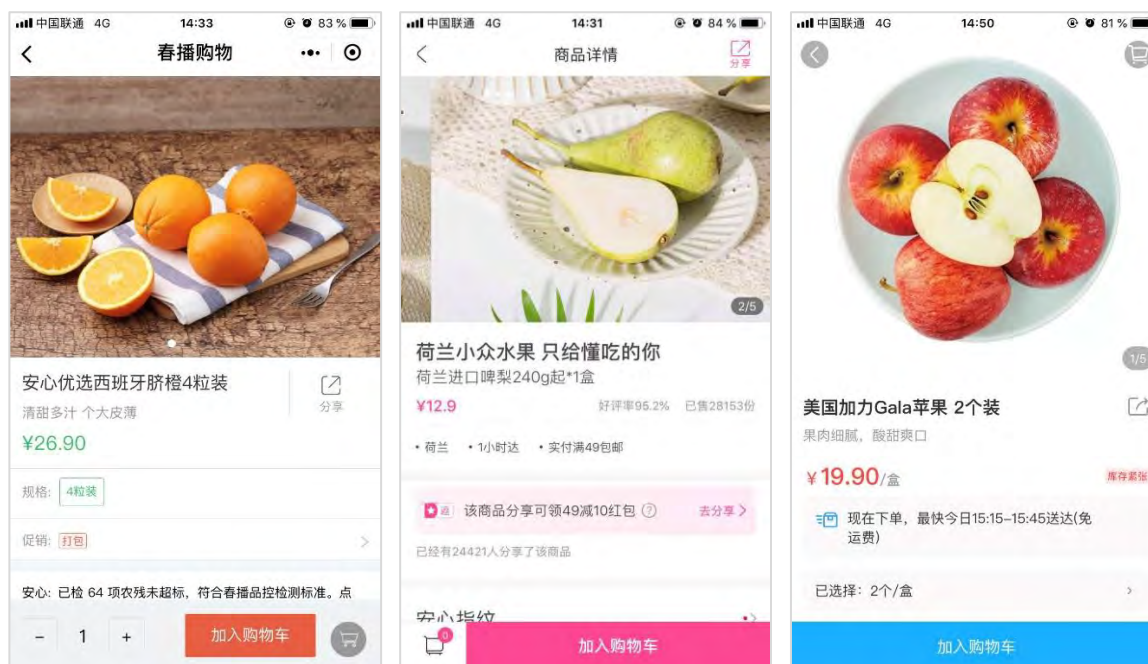 中国联通 4G 14:33 83%
春播购物
安心优选西班牙脐橙4粒装
分享
清甜多汁 个大皮薄
¥26.90
规格: 4粒装
促销: 打包
安心: 已检 64 项农残未超标，符合春播品控检测标准。点
- 1 + 加入购物车
中国联通 4G 14:31 84%
商品详情
分享
2/5
荷兰小众水果 只给懂吃的你
荷兰进口啤梨240g起*1盒
¥12.9 好评率95.2% 已售28153份
• 荷兰 • 1小时达 • 实付满49包邮
该商品分享可领49减10红包 ? 去分享 >
已经有24421人分享了该商品
安心指纹
0 加入购物车
中国联通 4G 14:50 81%
1/5
美国加力Gala苹果 2个装
果肉细腻，酸甜爽口
¥19.90/盒 库存紧张
现在下单，最快今日15:15-15:45送达(免
运费)
已选择：2个/盒
加入购物车